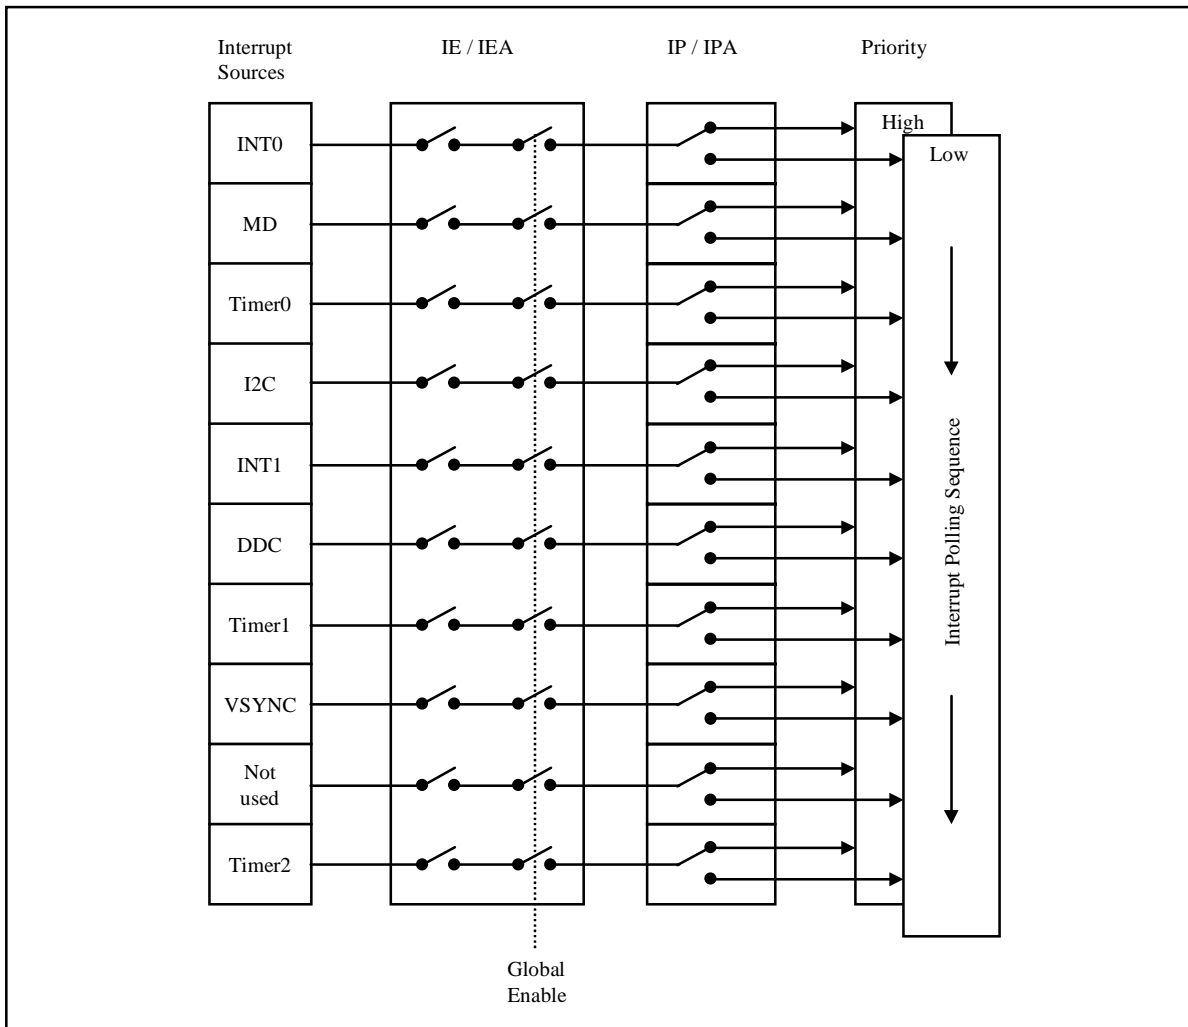 Interrupt
Sources
IE / IEA
IP / IPA
Priority
INT0
MD
Timer0
I2C
INT1
DDC
Timer1
VSYNC
Not
used
Timer2
High
Low
Interrupt Polling Sequence
Global
Enable